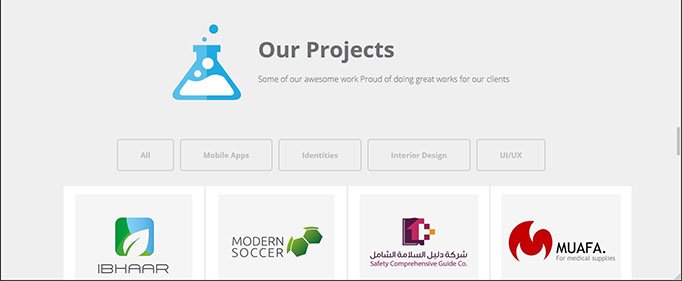 Our Projects
Some of our awesome work Proud of doing great works for our clients
All
Mobile Apps
Identities
Interior Design
UI/UX
IBHAAR
MODERN
SOCCER
شركة دليل السلامة الشامل
Safety Comprehensive Guide Co.
MUAFA.
For medical supplies